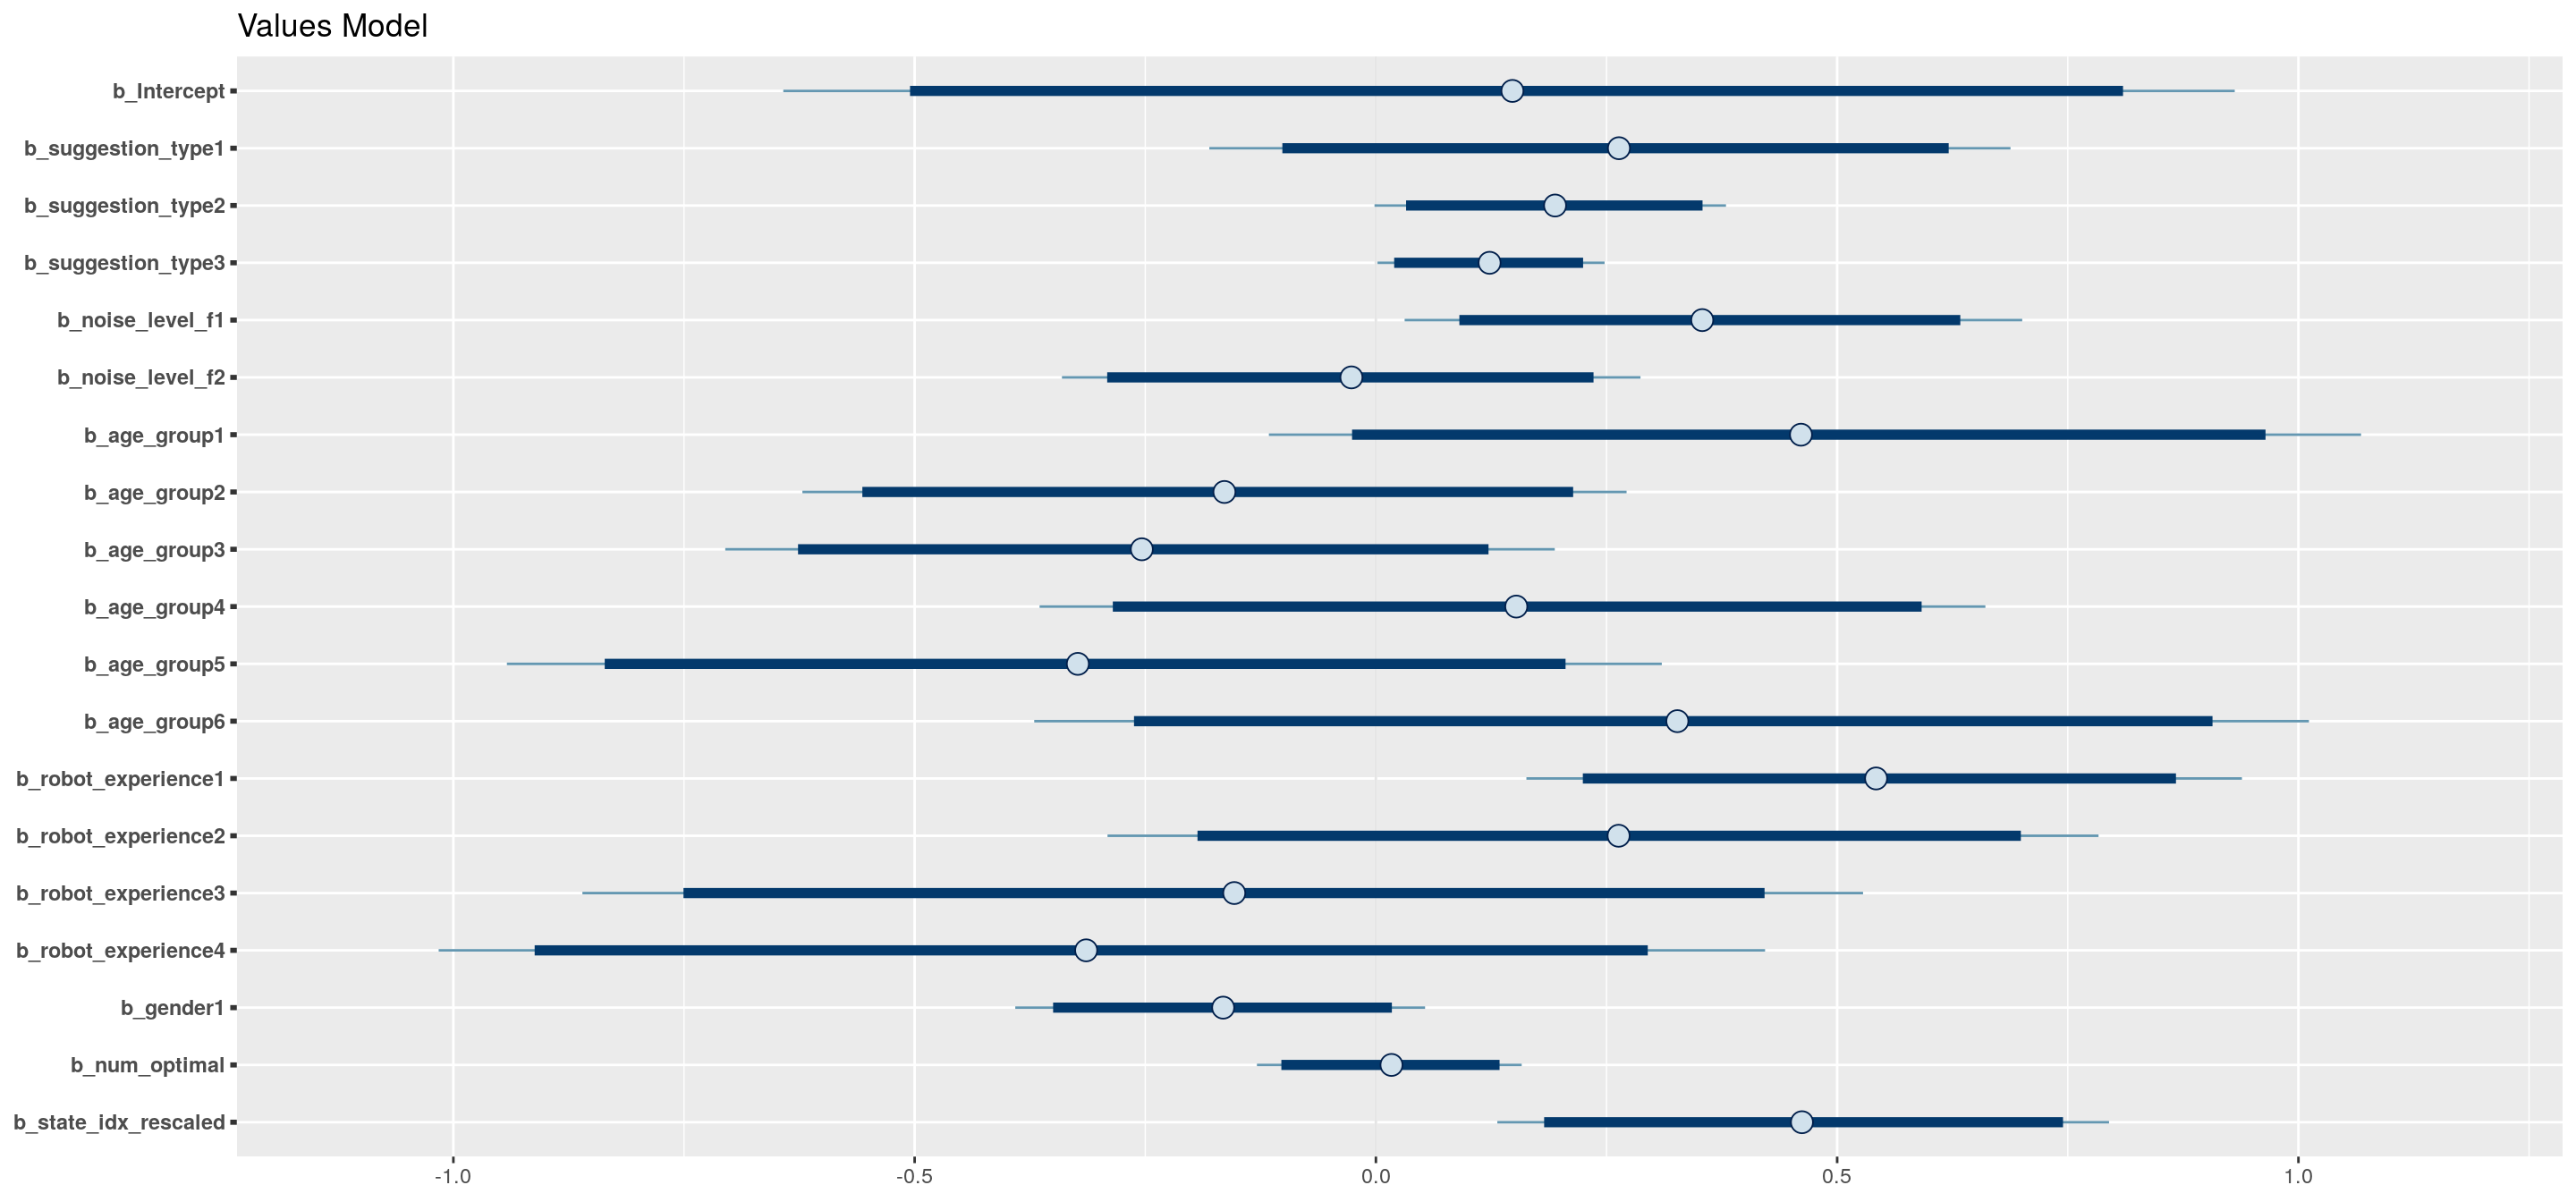 Values Model
b_Intercept
b_suggestion_type1
b_suggestion_type2
b_suggestion_type3
b_noise_level_f1
b_noise_level_f2
b_age_group1
b_age_group2
b_age_group3
b_age_group4
b_age_group5
b_age_group6
b_robot_experience1
b_robot_experience2
b_robot_experience3
b_robot_experience4
b_gender1
b_num_optimal
b_state_idx_rescaled
-1.0 -0.5 0.0 0.5 1.0